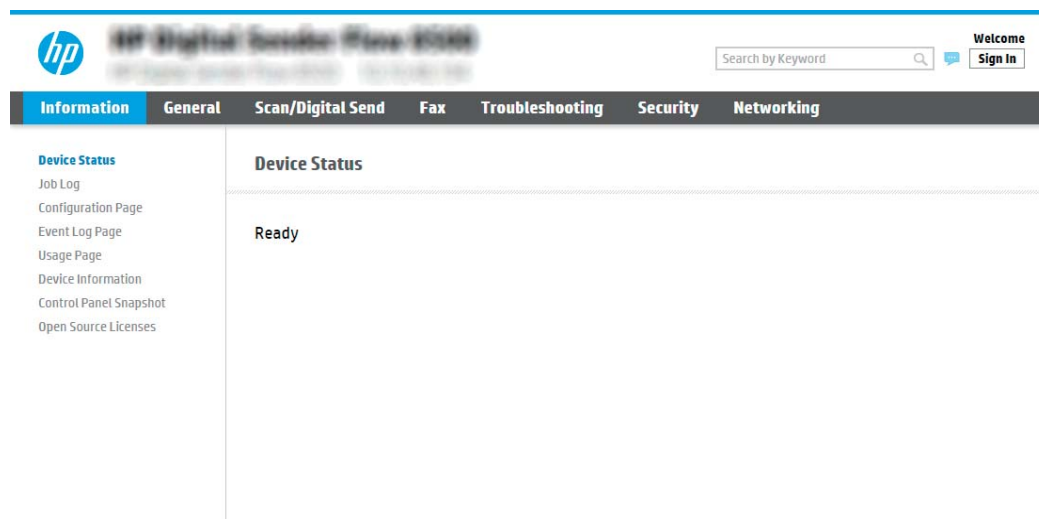 hp
Welcome
Search by Keyword
Sign In
Information General Scan/Digital Send Fax Troubleshooting Security Networking
Device Status
Job Log
Configuration Page
Event Log Page
Usage Page
Device Information
Control Panel Snapshot
Open Source Licenses
Device Status
Ready